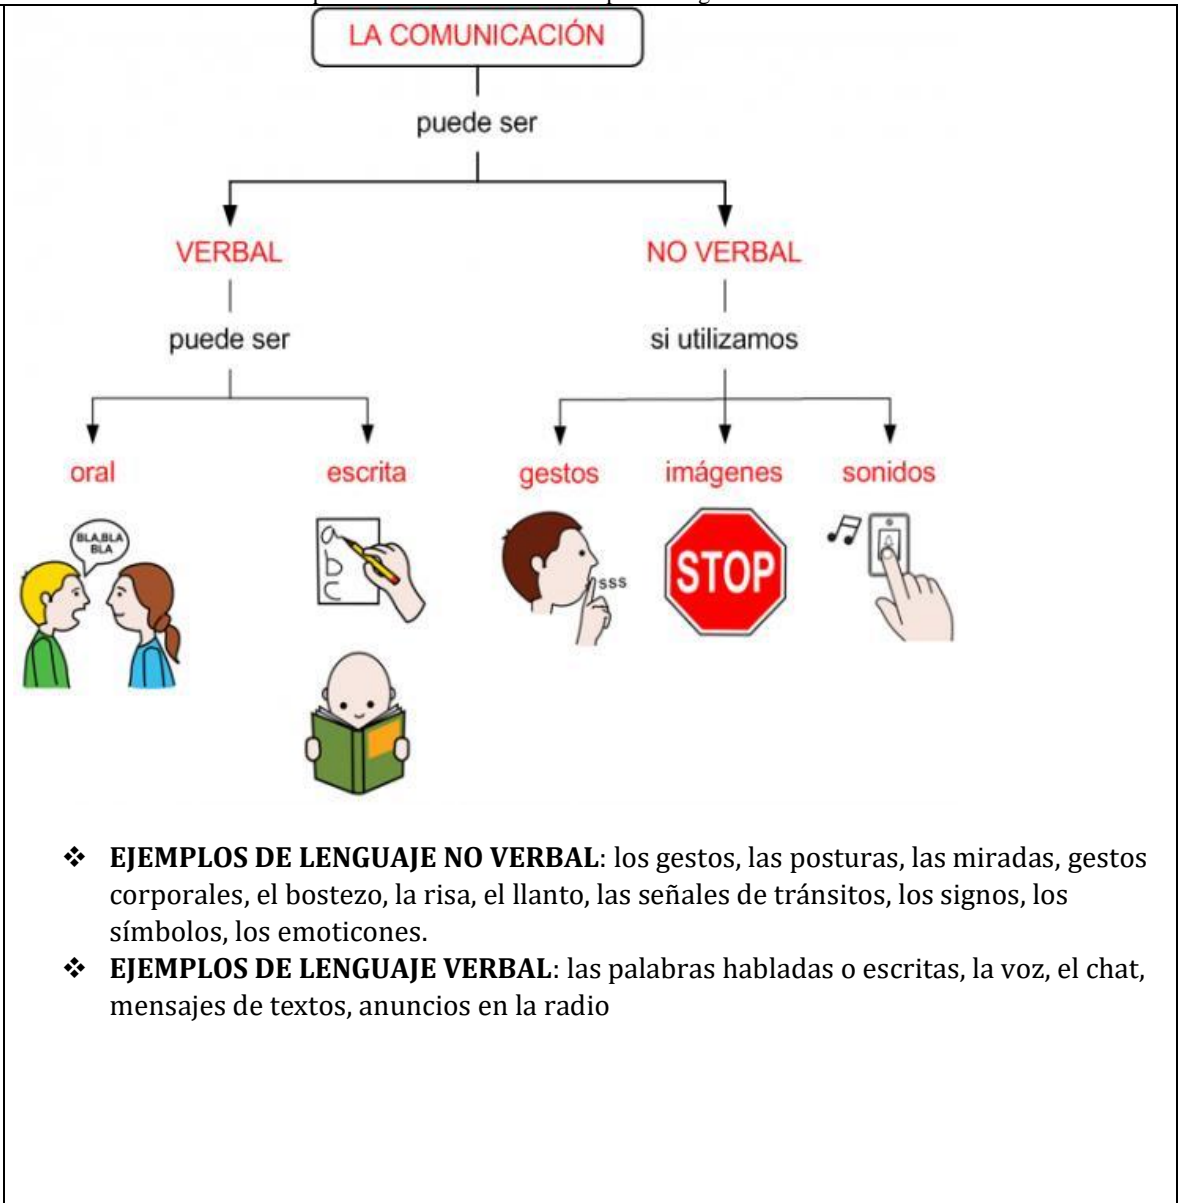 LA COMUNICACIÓN
puede ser
VERBAL
NO VERBAL
puede ser
si utilizamos
oral
escrita
gestos
imágenes
sonidos
BLA,BLA
BLA
a
b
c
sss
STOP
❖ EJEMPLOS DE LENGUAJE NO VERBAL: los gestos, las posturas, las miradas, gestos
corporales, el bostezo, la risa, el llanto, las señales de tránsitos, los signos, los
símbolos, los emoticones.
❖ EJEMPLOS DE LENGUAJE VERBAL: las palabras habladas o escritas, la voz, el chat,
mensajes de textos, anuncios en la radio